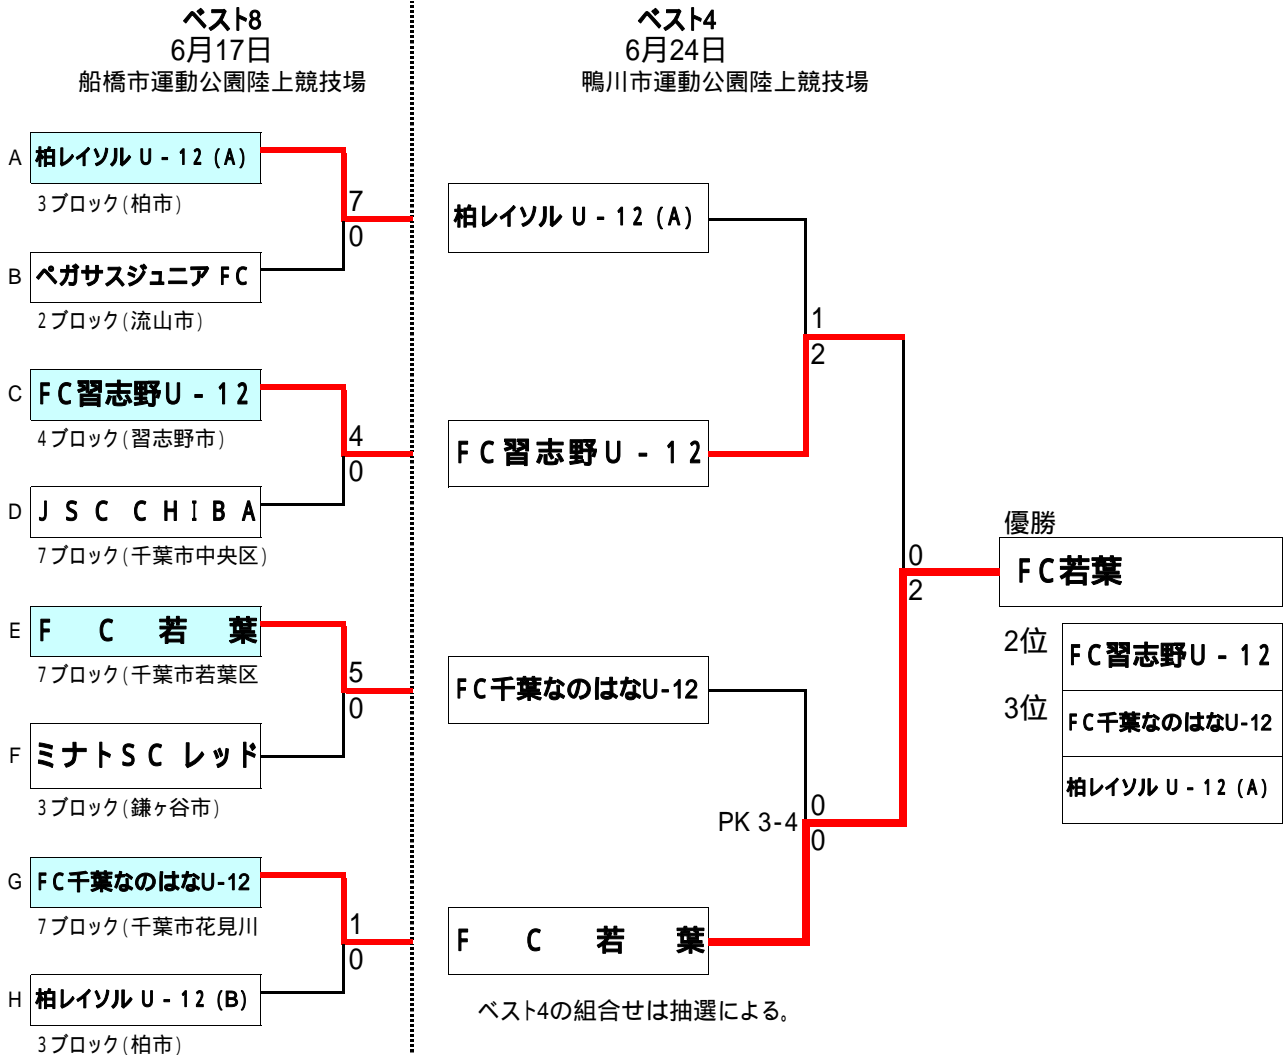 ベスト8
6月17日
船橋市運動公園陸上競技場
A 柏レイソル U - 12 (A)
3ブロック(柏市)
7
0
B ペガサスジュニア FC
2ブロック(流山市)
C FC習志野U - 12
4ブロック(習志野市)
4
0
D JSC CHIBA
7ブロック(千葉市中央区)
E FC若葉
7ブロック(千葉市若葉区
5
0
F ミナトSC レッド
3ブロック(鎌ヶ谷市)
G FC千葉なのはなU-12
7ブロック(千葉市花見川
1
0
H 柏レイソル U - 12 (B)
3ブロック(柏市)
ベスト4
6月24日
鴨川市運動公園陸上競技場
柏レイソル U - 12 (A)
1
2
FC習志野U - 12
0
2
FC千葉なのはなU-12
PK 3-4
0
0
FC若葉
ベスト4の組合せは抽選による。
優勝
FC若葉
2位 FC習志野U - 12
3位 FC千葉なのはなU-12
柏レイソル U - 12 (A)